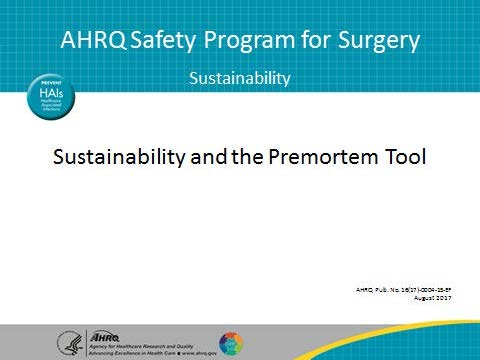 AHRQ Safety Program for Surgery
Sustainability
PREVENT
HAIs
Healthcare
Associated
Infections
Sustainability and the Premortem Tool
AHRQ Pub. No. 16(17)-0004-15-EF
August 2017
AHRQ
Agency for Healthcare Research and Quality
Advancing Excellence in Health Care • www.ahrq.gov